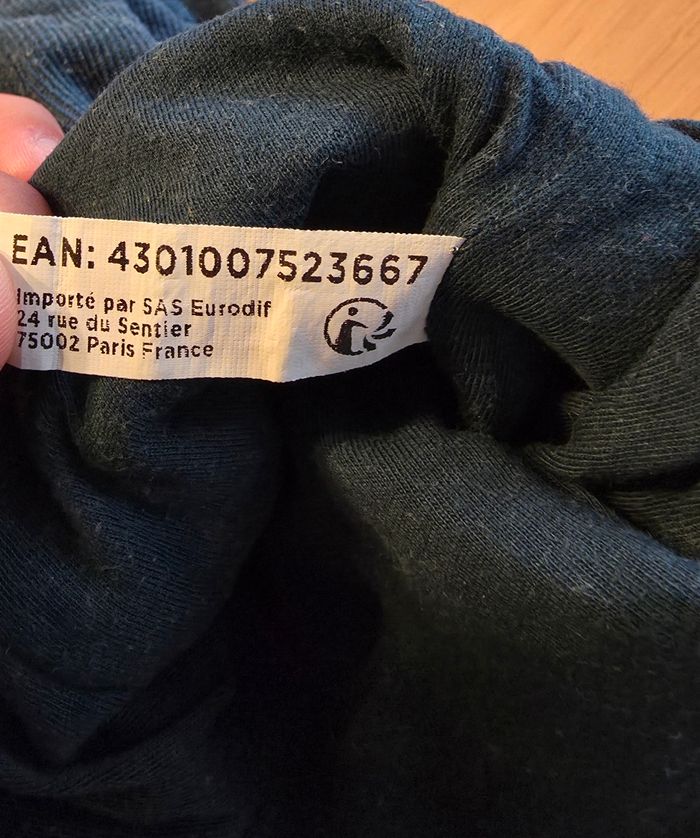 EAN: 4301007523667
Importé par SAS Eurodif
24 rue du Sentier
75002 Paris France